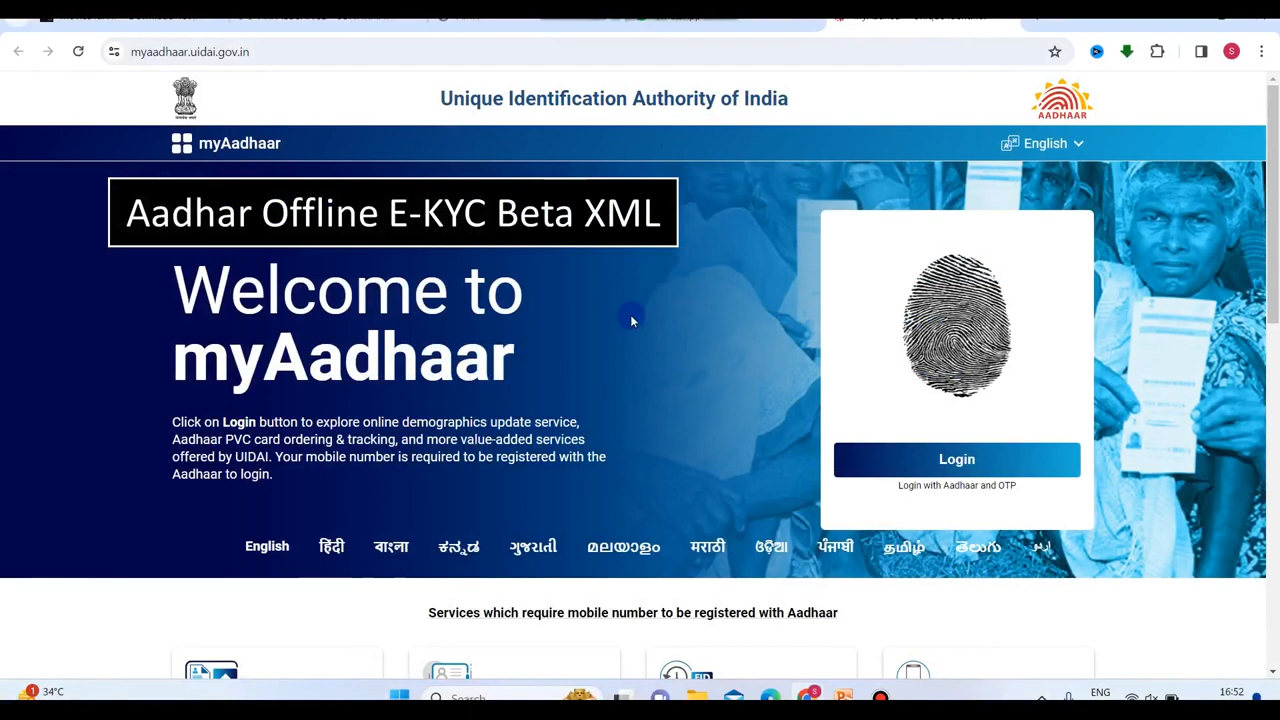 myaadhaar.uidai.gov.in
S
Unique Identification Authority of India
AADHAAR
myAadhaar
English
Aadhar Offline E-KYC Beta XML
Welcome to
myAadhaar
Click on Login button to explore online demographics update service,
Aadhaar PVC card ordering & tracking, and more value-added services
offered by UIDAI. Your mobile number is required to be registered with the
Aadhaar to login.
Login
Login with Aadhaar and OTP
English हिंदी বাংলা ಕನ್ನಡ ગુજરાતી മലയാളം मराठी ଓଡ଼ିଆ ਪੰਜਾਬੀ தமிழ் తెలుగు اردو
Services which require mobile number to be registered with Aadhaar
EID
1
34°C
Search
S
ENG
16:52